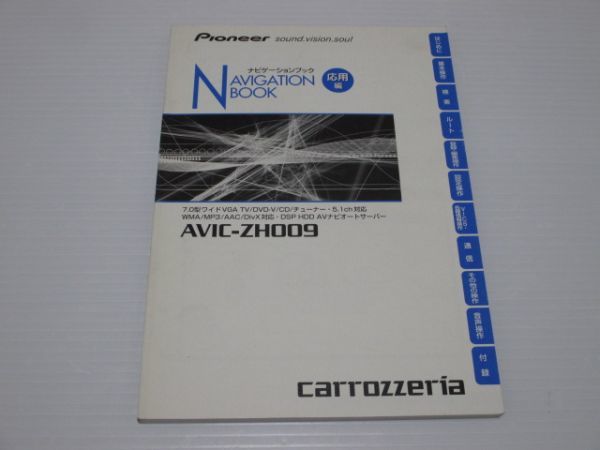 Pioneer sound.vision.soul
ナビゲーションブック
NAVIGATION BOOK
応用編
7.0型ワイドVGA TV/DVD-V/CD/チューナー・5.1ch対応
WMA/MP3/AAC/DivX対応・DSP HDD AVナビオートサーバー
AVIC-ZH009
carrozzeria
はじめに
基本操作
検索
ルート
設定操作
通信
その他の操作
音声操作
付録